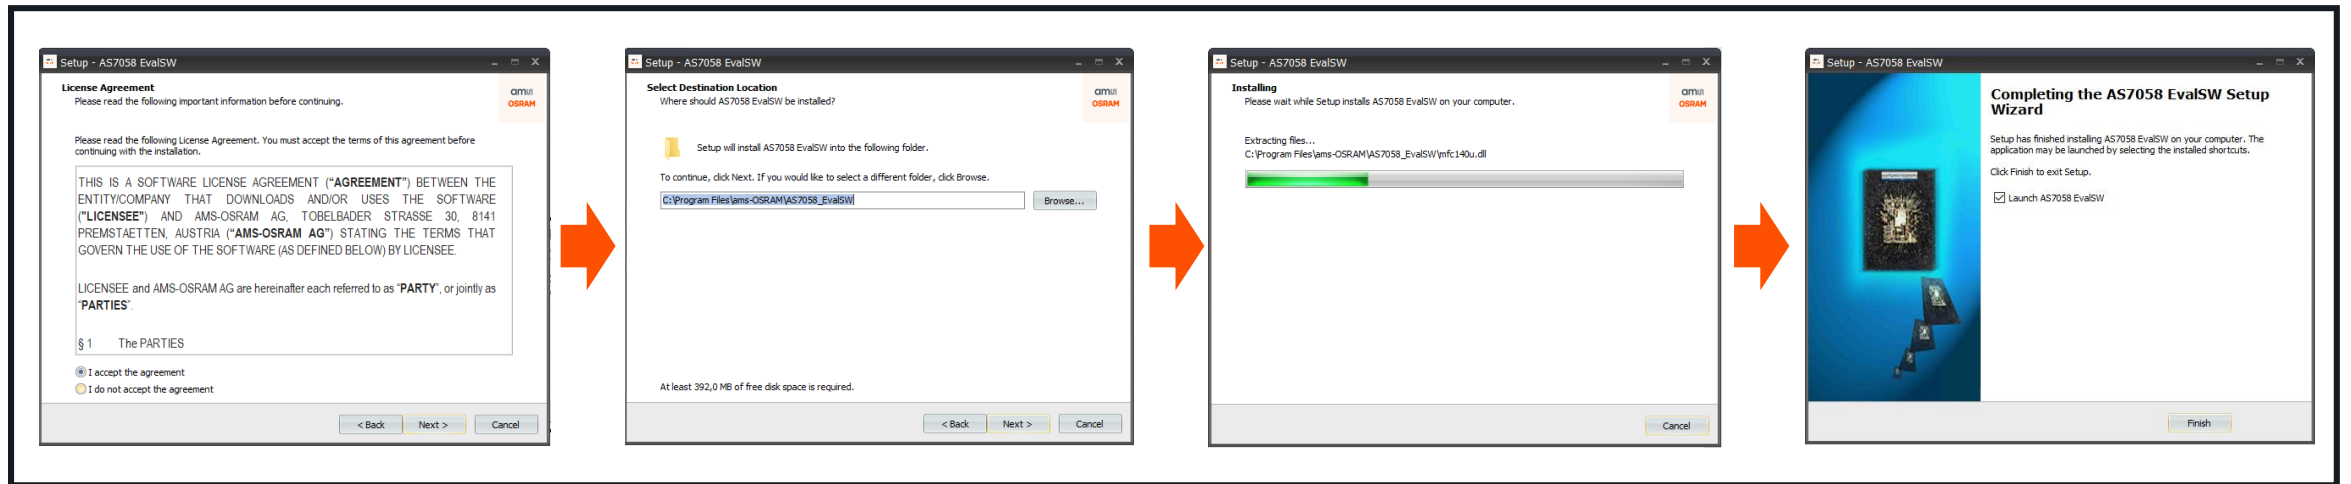 Setup - AS7058 EvalSW
License Agreement
Please read the following important information before continuing.
amui
OSRAM
Please read the following License Agreement. You must accept the terms of this agreement before
continuing with the installation.
THIS IS A SOFTWARE LICENSE AGREEMENT (“AGREEMENT”) BETWEEN THE
ENTITY/COMPANY THAT DOWNLOADS AND/OR USES THE SOFTWARE
("LICENSEE") AND AMS-OSRAM AG, TOBELBADER STRASSE 30, 8141
PREMSTAETTEN, AUSTRIA (“AMS-OSRAM AG”) STATING THE TERMS THAT
GOVERN THE USE OF THE SOFTWARE (AS DEFINED BELOW) BY LICENSEE.
LICENSEE and AMS-OSRAM AG are hereinafter each referred to as “PARTY”, or jointly as
“PARTIES”.
§ 1 The PARTIES
I accept the agreement
I do not accept the agreement
< Back Next > Cancel
Setup - AS7058 EvalSW
Select Destination Location
Where should AS7058 EvalSW be installed?
amui
OSRAM
Setup will install AS7058 EvalSW into the following folder.
To continue, click Next. If you would like to select a different folder, click Browse.
C:\Program Files\ams-OSRAM\AS7058_EvalSW
Browse...
At least 392,0 MB of free disk space is required.
< Back Next > Cancel
Setup - AS7058 EvalSW
Installing
Please wait while Setup installs AS7058 EvalSW on your computer.
amui
OSRAM
Extracting files...
C:\Program Files\ams-OSRAM\AS7058_EvalSW\mfc140u.dll
Cancel
Setup - AS7058 EvalSW
Completing the AS7058 EvalSW Setup
Wizard
Setup has finished installing AS7058 EvalSW on your computer. The
application may be launched by selecting the installed shortcuts.
Click Finish to exit Setup.
Launch AS7058 EvalSW
Finish